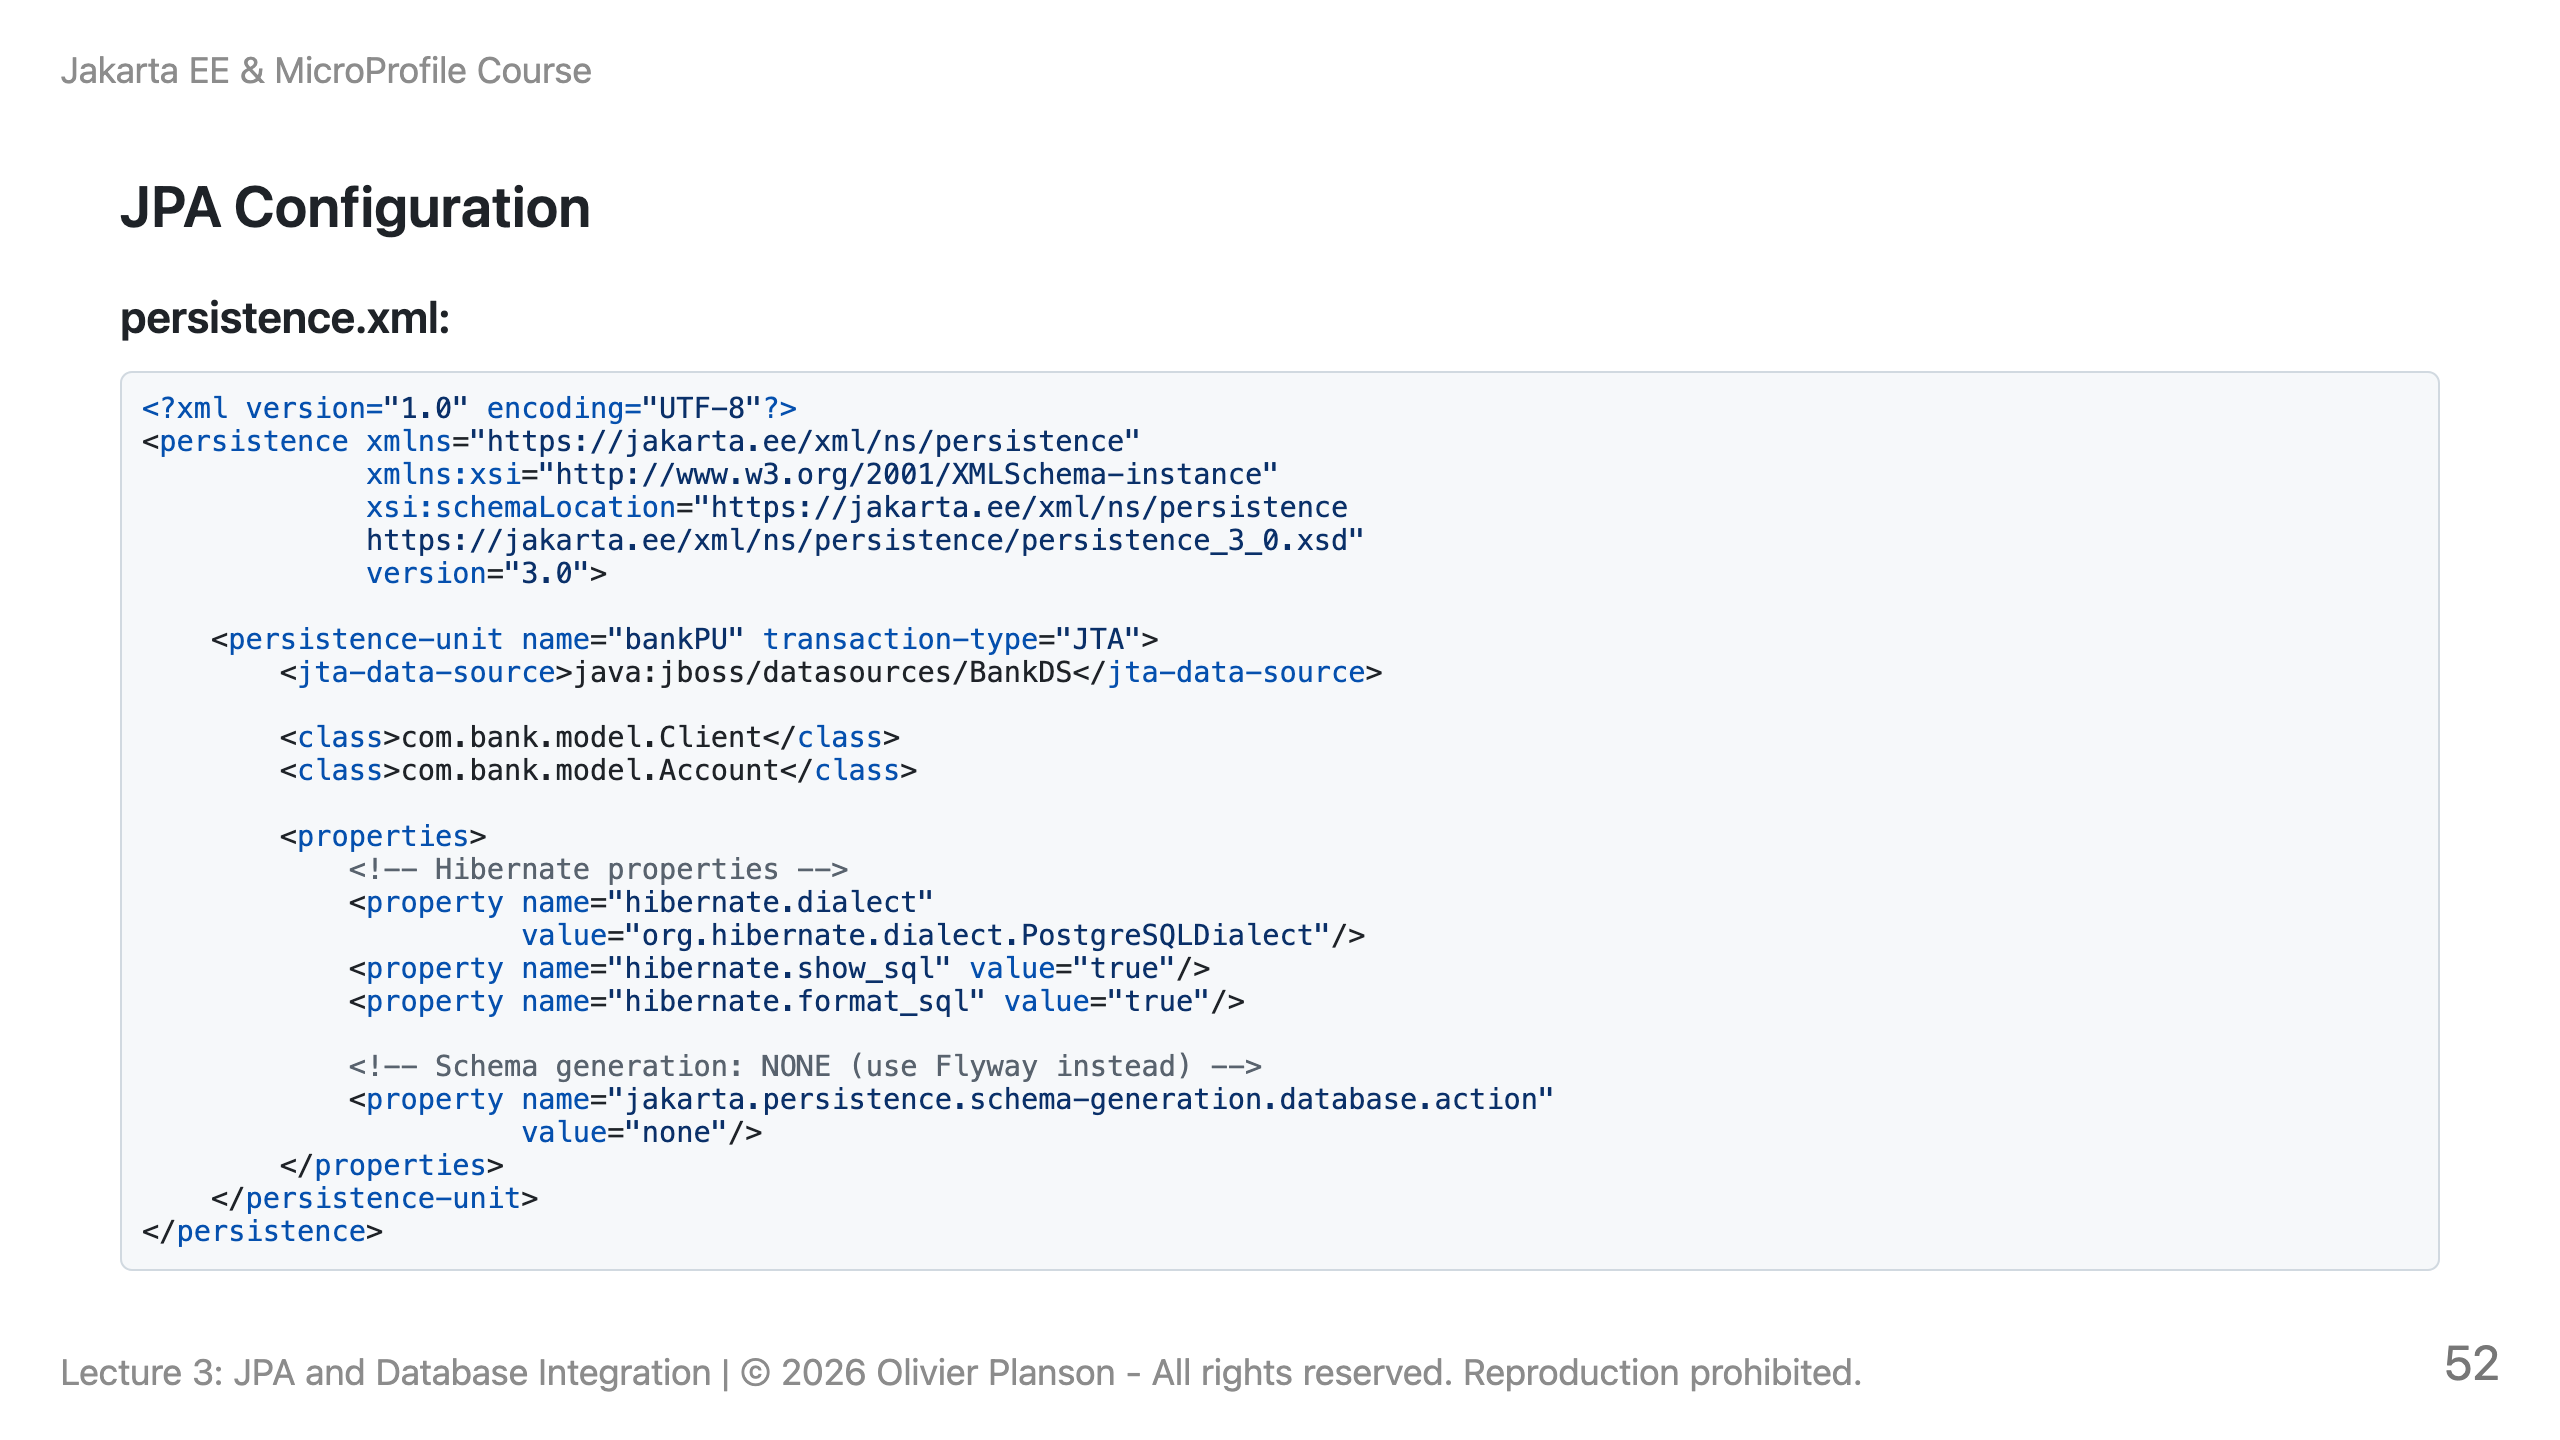 Jakarta EE & MicroProfile Course
JPA Configuration
persistence.xml:
<?xml version="1.0" encoding="UTF-8"?>
<persistence xmlns="https://jakarta.ee/xml/ns/persistence"
             xmlns:xsi="http://www.w3.org/2001/XMLSchema-instance"
             xsi:schemaLocation="https://jakarta.ee/xml/ns/persistence
             https://jakarta.ee/xml/ns/persistence/persistence_3_0.xsd"
             version="3.0">
    <persistence-unit name="bankPU" transaction-type="JTA">
        <jta-data-source>java:jboss/datasources/BankDS</jta-data-source>
        <class>com.bank.model.Client</class>
        <class>com.bank.model.Account</class>
        <properties>
            <!-- Hibernate properties -->
            <property name="hibernate.dialect"
                      value="org.hibernate.dialect.PostgreSQLDialect"/>
            <property name="hibernate.show_sql" value="true"/>
            <property name="hibernate.format_sql" value="true"/>
            <!-- Schema generation: NONE (use Flyway instead) -->
            <property name="jakarta.persistence.schema-generation.database.action"
                      value="none"/>
        </properties>
    </persistence-unit>
</persistence>
Lecture 3: JPA and Database Integration | © 2026 Olivier Planson - All rights reserved. Reproduction prohibited.
52